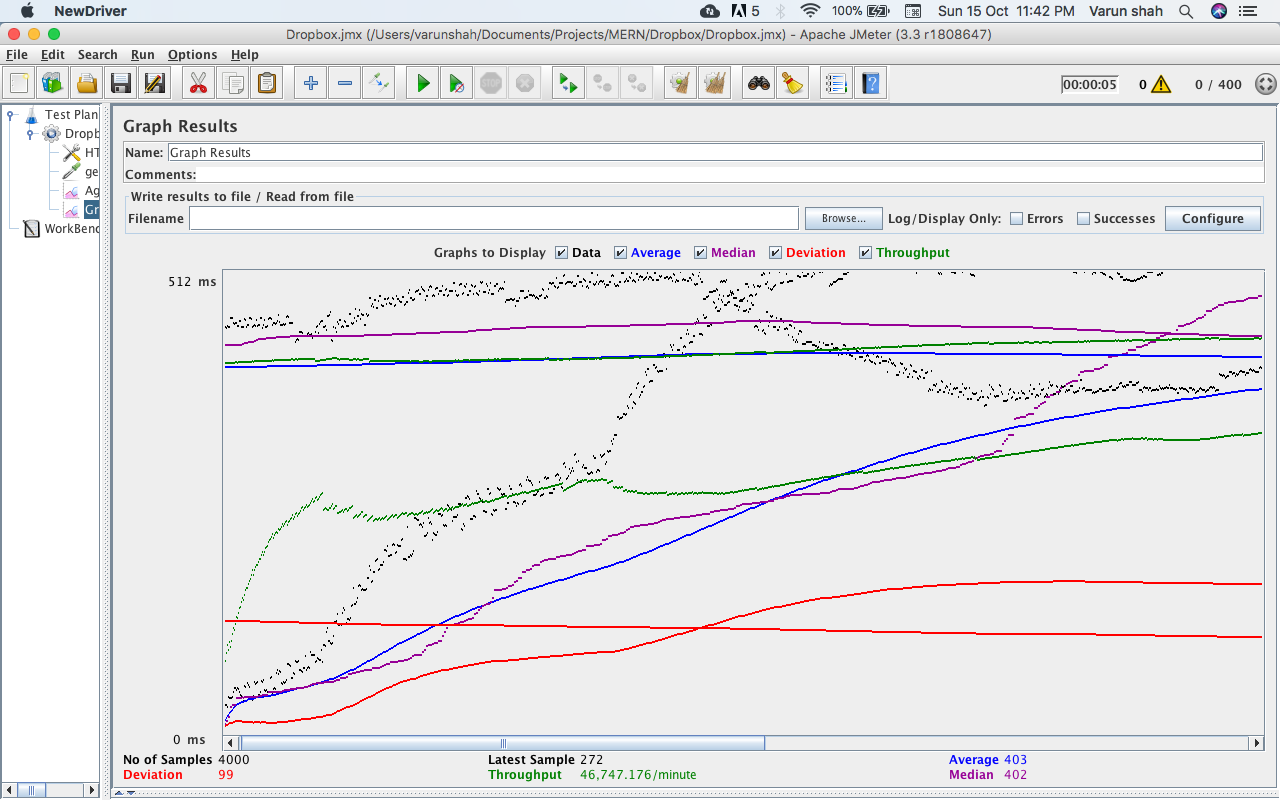 NewDriver 5 100% Sun 15 Oct 11:42 PM Varun shah
Dropbox.jmx (/Users/varunshah/Documents/Projects/MERN/Dropbox/Dropbox.jmx) - Apache JMeter (3.3 r1808647)
File Edit Search Run Options Help
STOP 00:00:05 0 0 / 400
Test Plan
Dropb
HT
ge
Ag
Gr
WorkBenc
Graph Results
Name: Graph Results
Comments:
Write results to file / Read from file
Filename Browse... Log/Display Only: Errors Successes Configure
Graphs to Display Data Average Median Deviation Throughput
512 ms
0 ms
No of Samples 4000 Latest Sample 272 Average 403
Deviation 99 Throughput 46,747.176/minute Median 402